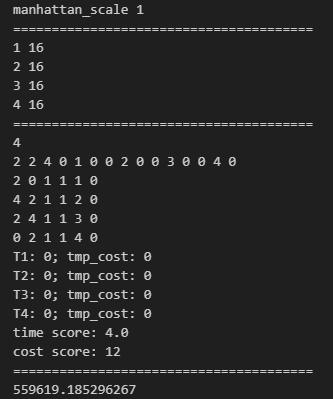 manhattan_scale 1
=======================================
1 16
2 16
3 16
4 16
=======================================
4
2 2 4 0 1 0 0 2 0 0 3 0 0 4 0
2 0 1 1 1 0
4 2 1 1 2 0
2 4 1 1 3 0
0 2 1 1 4 0
T1: 0; tmp_cost: 0
T2: 0; tmp_cost: 0
T3: 0; tmp_cost: 0
T4: 0; tmp_cost: 0
time score: 4.0
cost score: 12
=======================================
559619.185296267